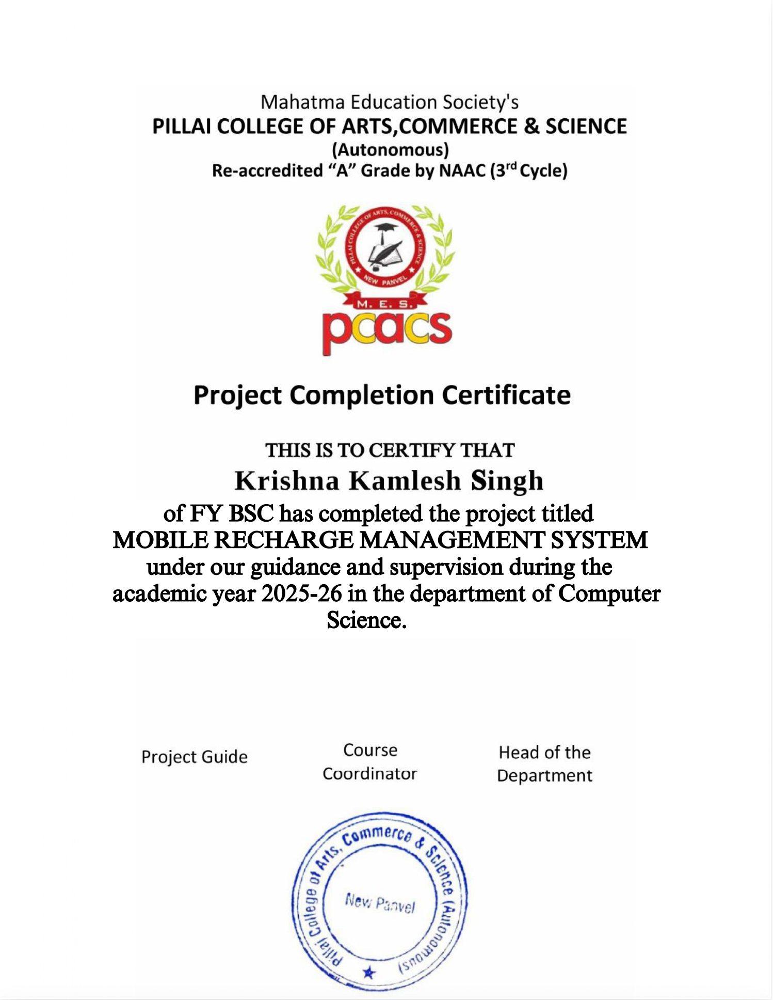 Mahatma Education Society's
PILLAI COLLEGE OF ARTS,COMMERCE & SCIENCE
(Autonomous)
Re-accredited “A” Grade by NAAC (3rd Cycle)
PILLAI COLLEGE OF ARTS, COMMERCE & SCIENCE
NEW PANVEL
M. E. S.
pcacs
Project Completion Certificate
THIS IS TO CERTIFY THAT
Krishna Kamlesh Singh
of FY BSC has completed the project titled
MOBILE RECHARGE MANAGEMENT SYSTEM
under our guidance and supervision during the
academic year 2025-26 in the department of Computer
Science.
Project Guide
Course
Coordinator
Head of the
Department
Pillai College of Arts, Commerce & Science (Autonomous)
New Panvel